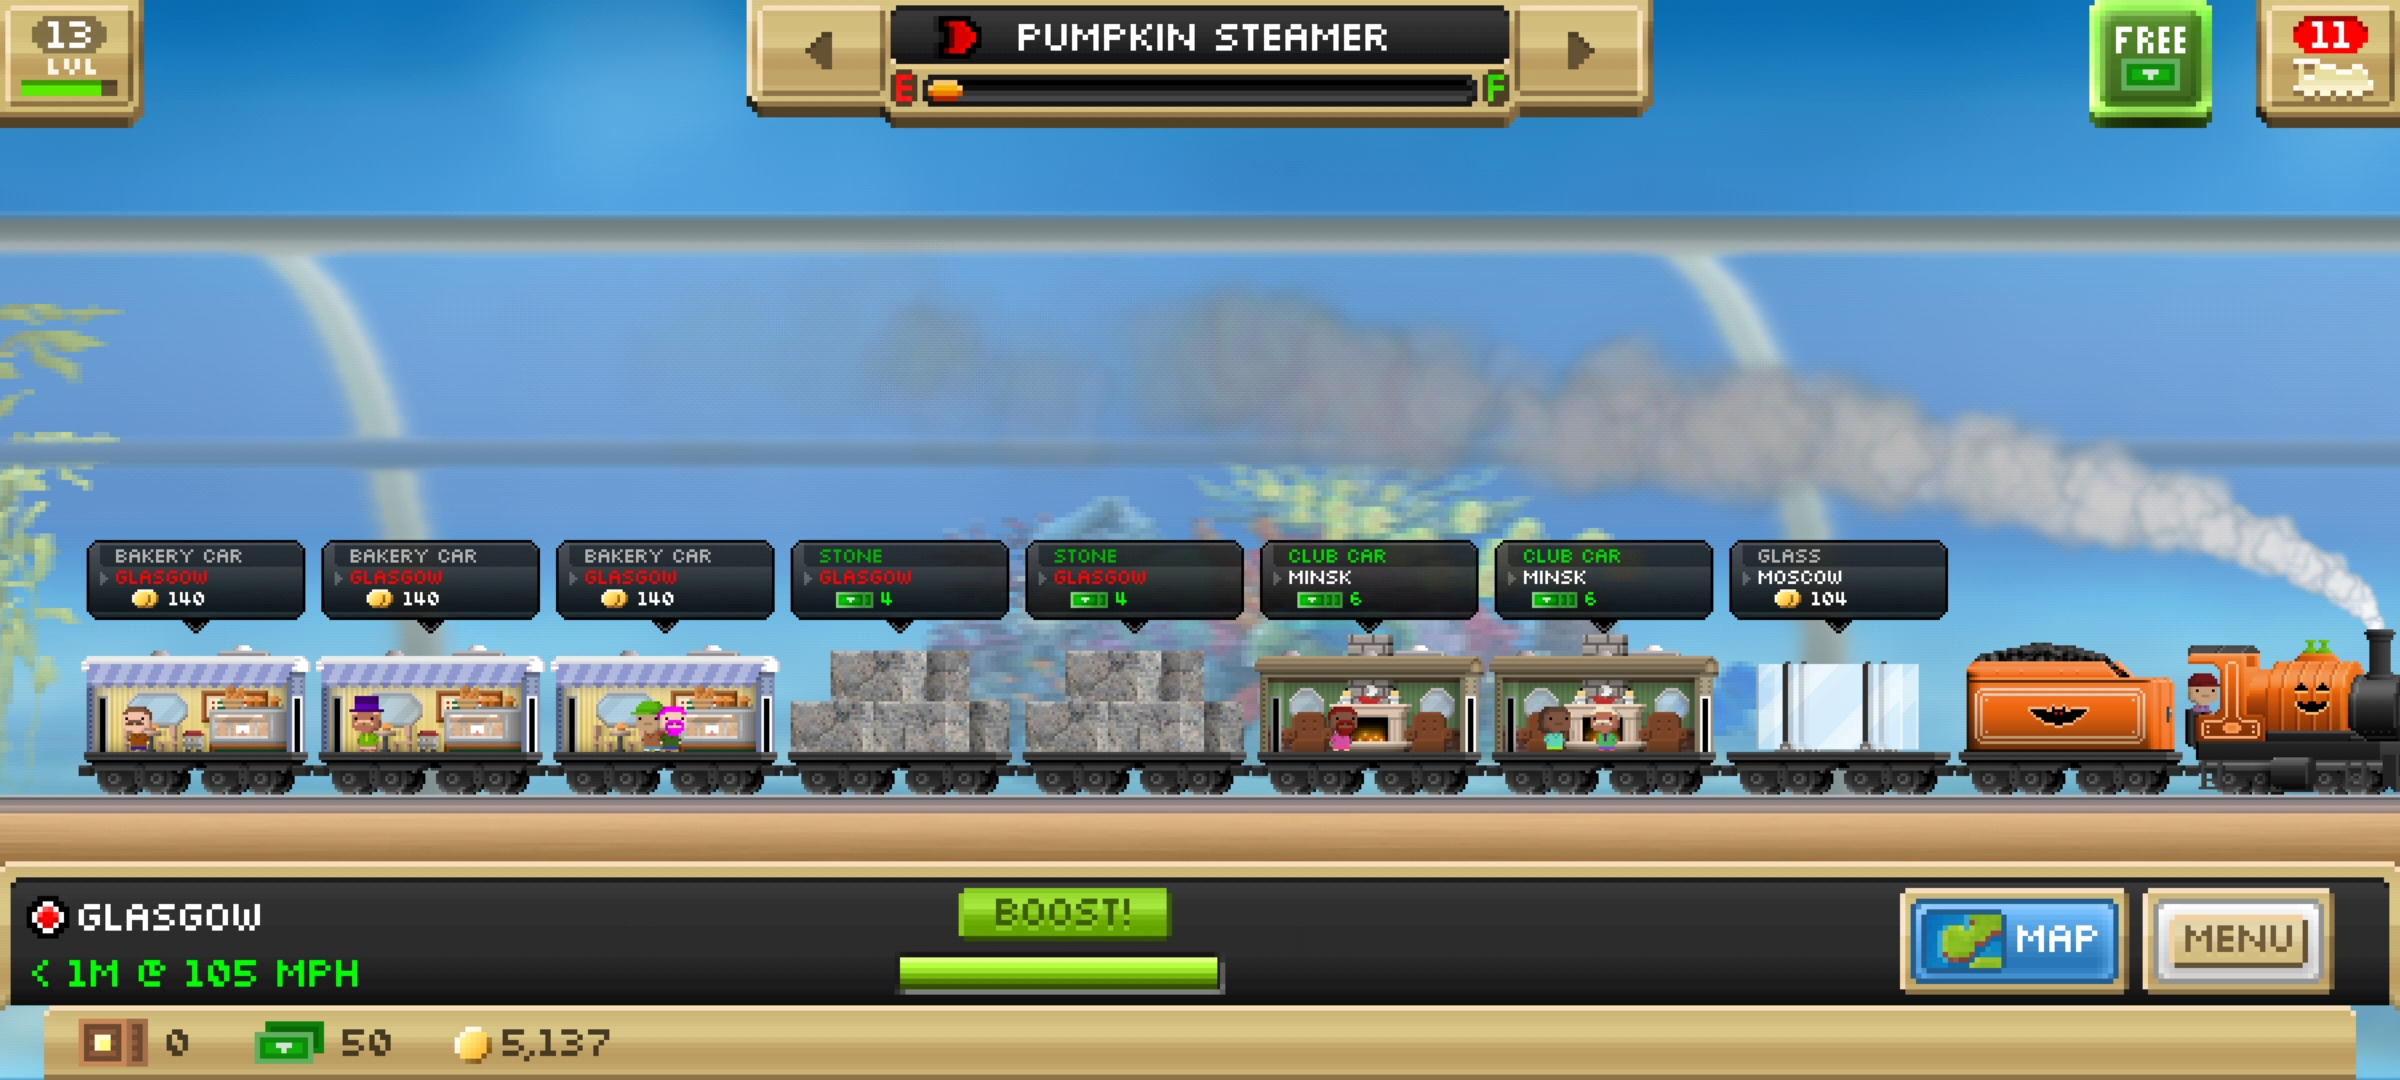 13
LVL
PUMPKIN STEAMER
E
F
FREE
11
BAKERY CAR
GLASGOW
140
BAKERY CAR
GLASGOW
140
BAKERY CAR
GLASGOW
140
STONE
GLASGOW
4
STONE
GLASGOW
4
CLUB CAR
MINSK
6
CLUB CAR
MINSK
6
GLASS
MOSCOW
104
GLASGOW
< 1M @ 105 MPH
BOOST!
MAP
MENU
0
50
5,137